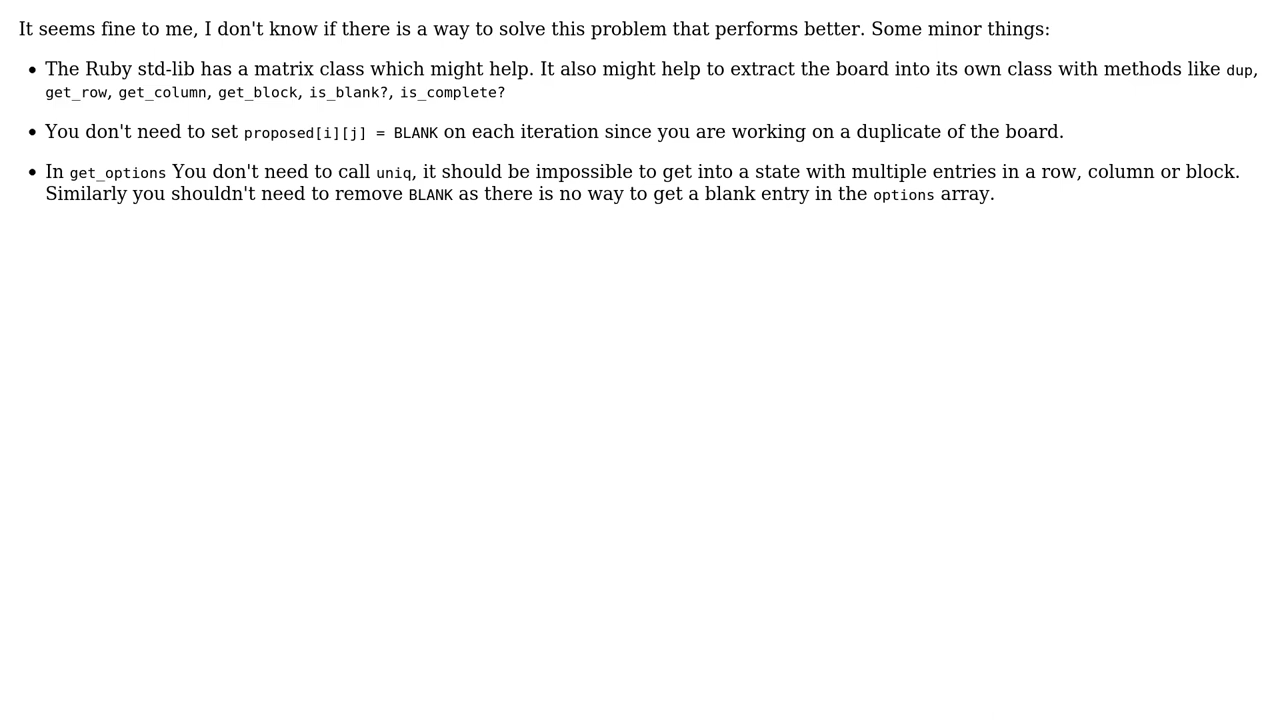 It seems fine to me, I don't know if there is a way to solve this problem that performs better. Some minor things:
• The Ruby std-lib has a matrix class which might help. It also might help to extract the board into its own class with methods like dup,
get_row, get_column, get_block, is_blank?, is_complete?
• You don't need to set proposed[i][j] = BLANK on each iteration since you are working on a duplicate of the board.
• In get_options You don't need to call uniq, it should be impossible to get into a state with multiple entries in a row, column or block.
Similarly you shouldn't need to remove BLANK as there is no way to get a blank entry in the options array.